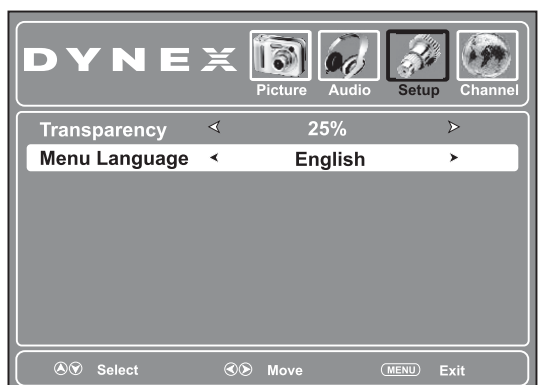 DYNEX
Picture Audio Setup Channel
Transparency 25%
Menu Language English
Select Move MENU Exit